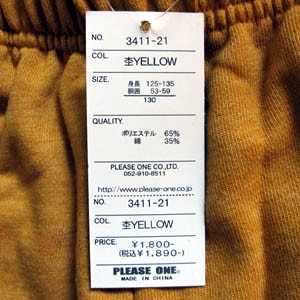 NO. 3411-21
COL. 杢YELLOW
SIZE.
身長 125-135
胴囲 53-59
130
QUALITY.
ポリエステル 65%
綿 35%
PLEASE ONE CO.,LTD.
052-910-8511
http://www.please-one.co.jp
NO. 3411-21
COL. 杢YELLOW
PRICE. ¥1,800-
(税込¥1,890-)
PLEASE ONE
MADE IN CHINA